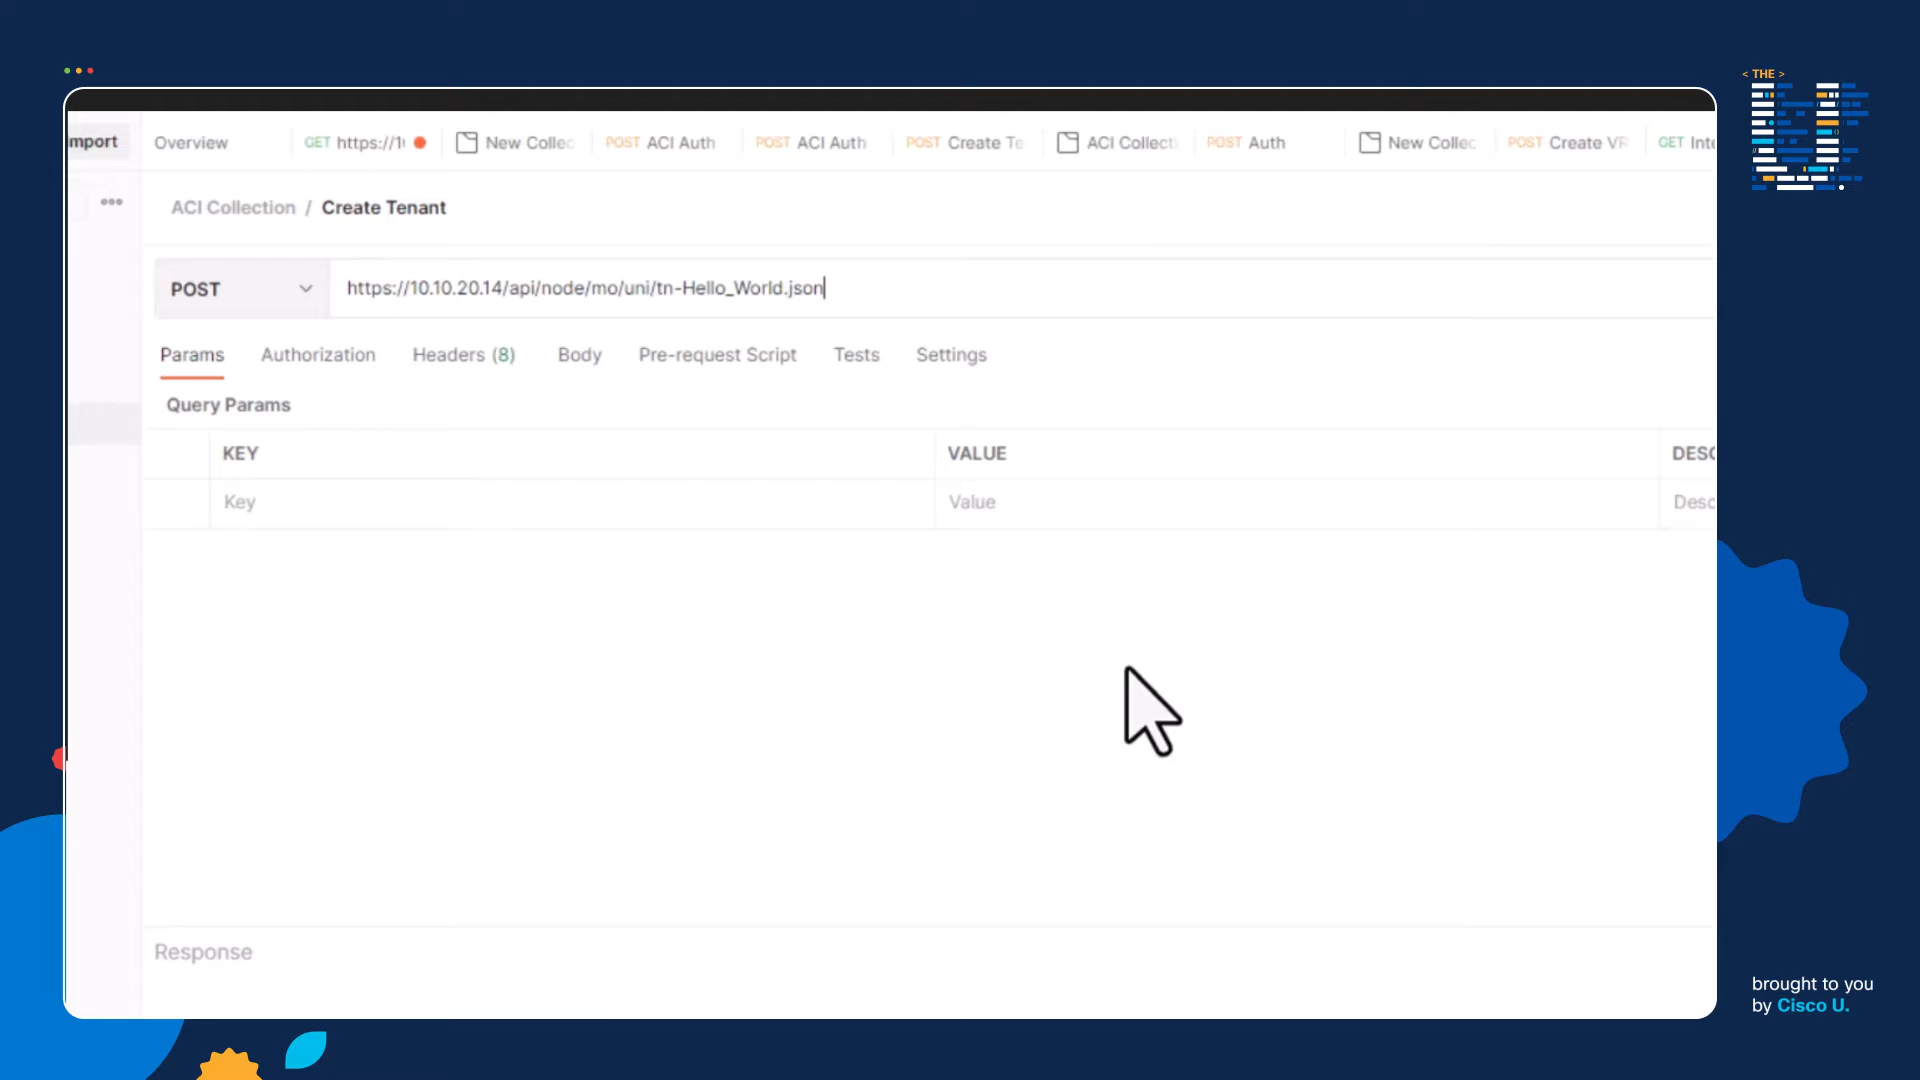 < THE >
mport
Overview
GET https://1
New Collec
POST ACI Auth
POST ACI Auth
POST Create Te
ACI Collect
POST Auth
New Collec
POST Create VR
GET Inte
ACI Collection / Create Tenant
POST
https://10.10.20.14/api/node/mo/uni/tn-Hello_World.json
Params
Authorization
Headers (8)
Body
Pre-request Script
Tests
Settings
Query Params
KEY
VALUE
DESC
Key
Value
Desc
Response
brought to you
by Cisco U.